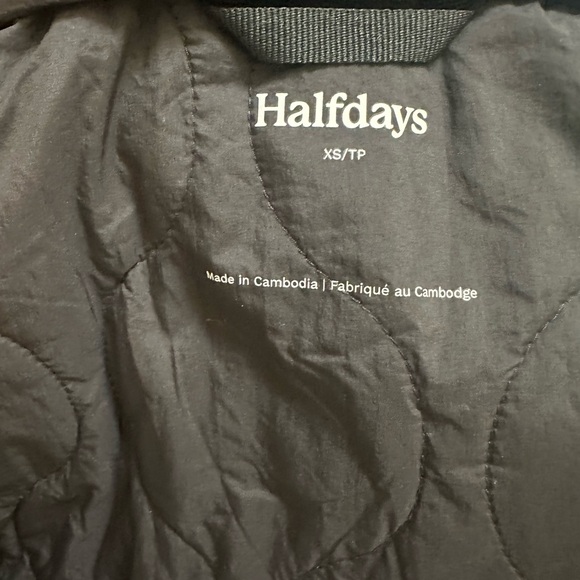 Halfdays
XS/TP
Made in Cambodia | Fabriqué au Cambodge